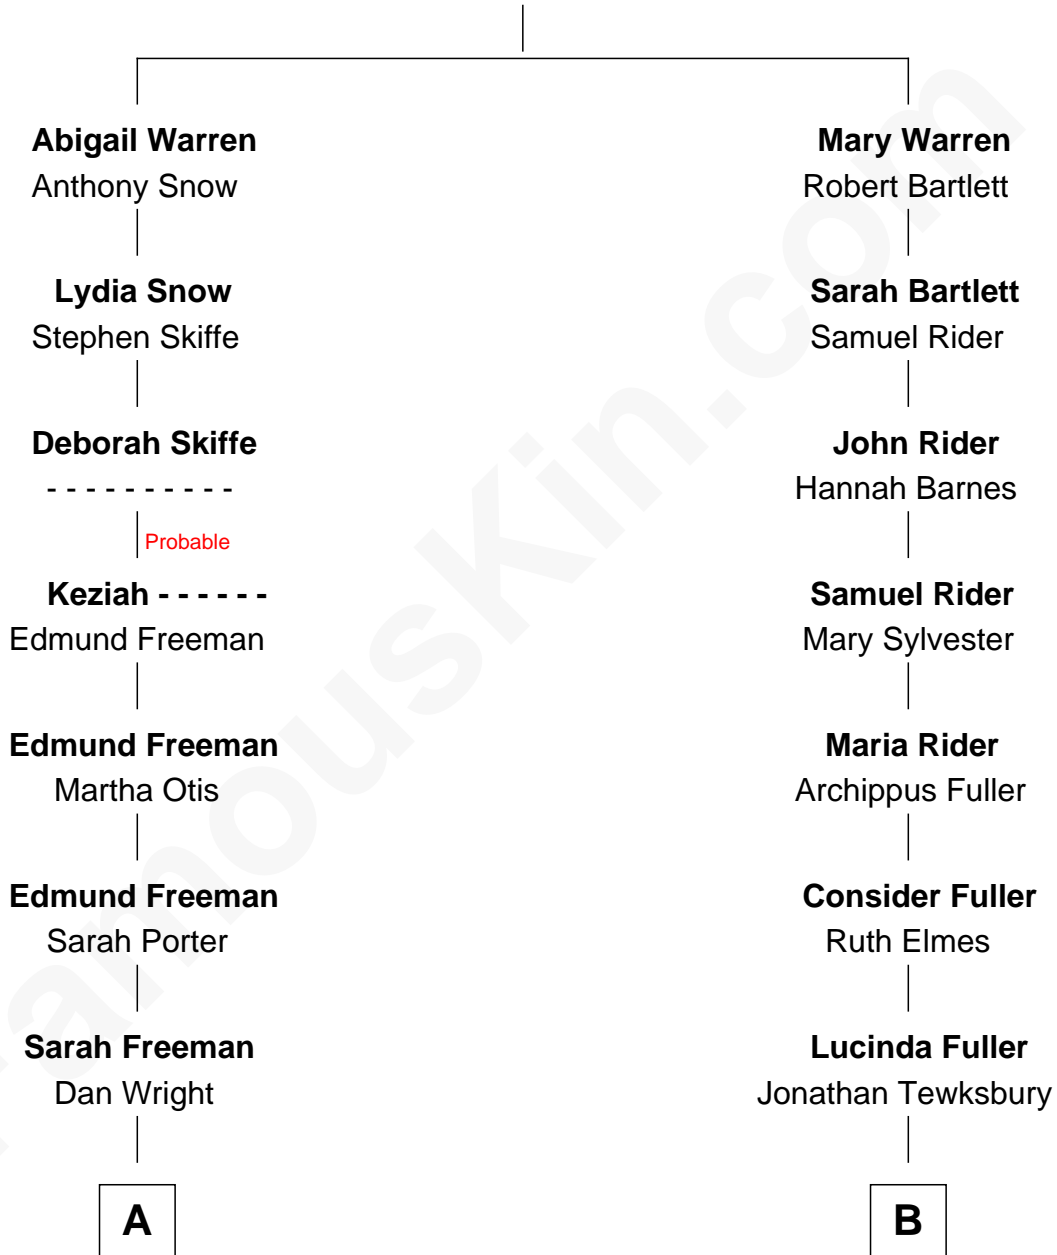 Abigail Warren
Anthony Snow
Lydia Snow
Stephen Skiffe
Deborah Skiffe
- - - - - - - - - -
Probable
Keziah - - - - - -
Edmund Freeman
Edmund Freeman
Martha Otis
Edmund Freeman
Sarah Porter
Sarah Freeman
Dan Wright
A
Mary Warren
Robert Bartlett
Sarah Bartlett
Samuel Rider
John Rider
Hannah Barnes
Samuel Rider
Mary Sylvester
Maria Rider
Archippus Fuller
Consider Fuller
Ruth Elmes
Lucinda Fuller
Jonathan Tewksbury
B
FamousKin.com